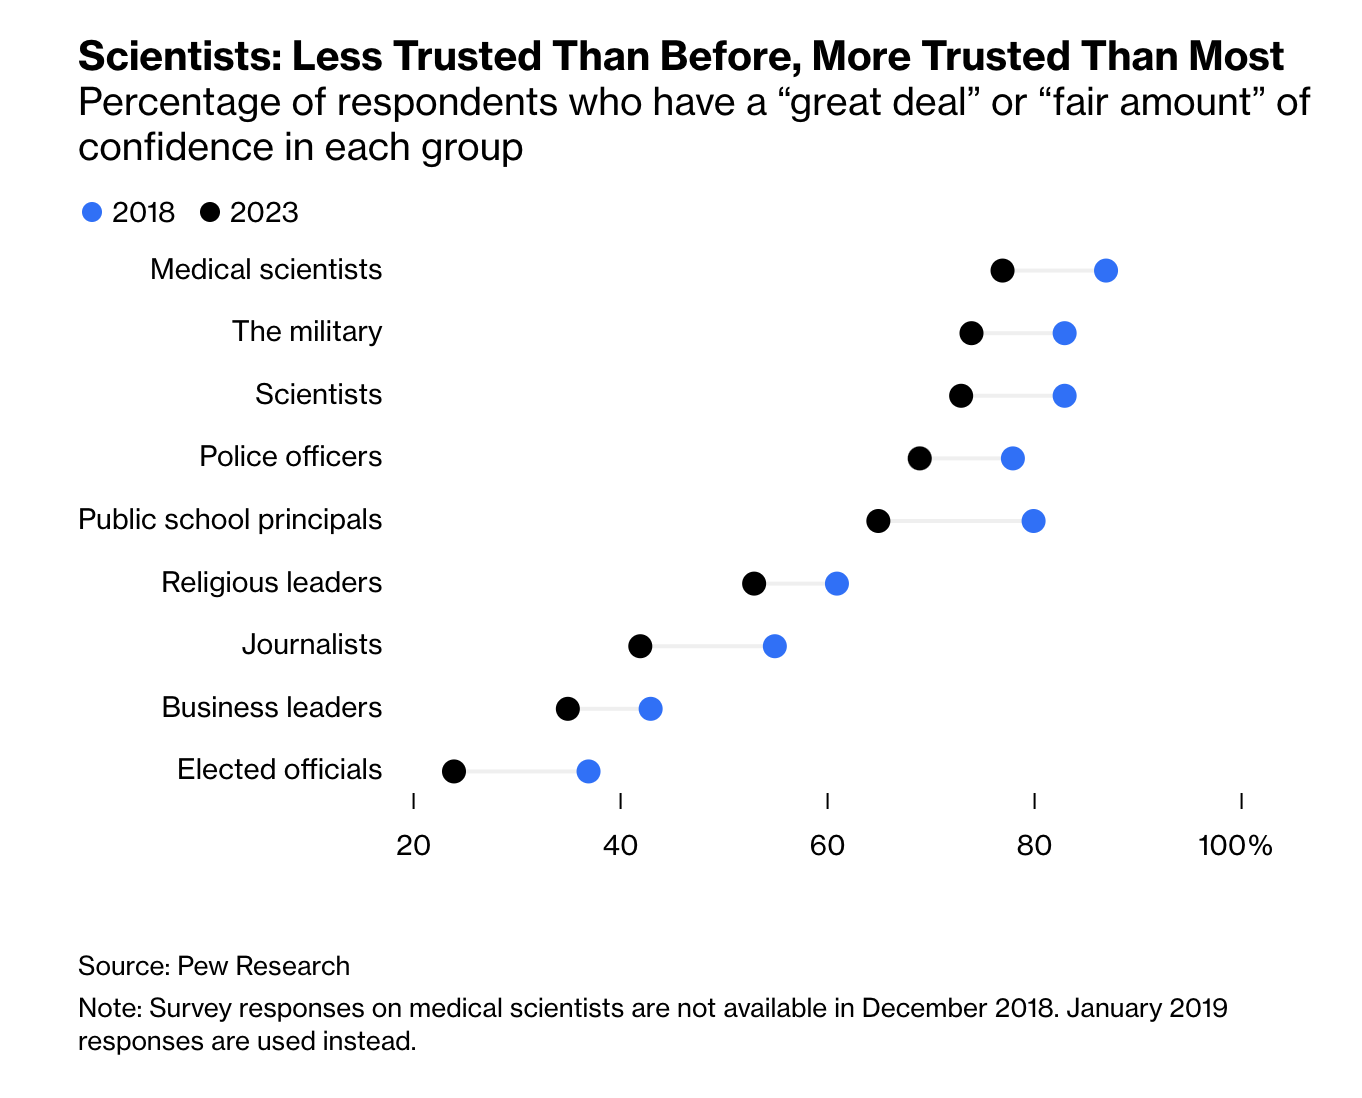 Scientists: Less Trusted Than Before, More Trusted Than Most
Percentage of respondents who have a “great deal” or “fair amount” of
confidence in each group
2018 2023
Medical scientists
The military
Scientists
Police officers
Public school principals
Religious leaders
Journalists
Business leaders
Elected officials
20 40 60 80 100%
Source: Pew Research
Note: Survey responses on medical scientists are not available in December 2018. January 2019
responses are used instead.